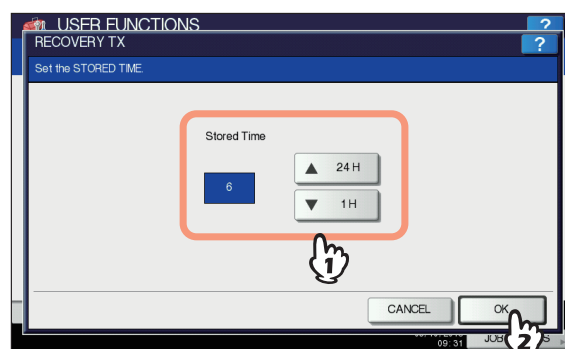 USER FUNCTIONS
?
RECOVERY TX
?
Set the STORED TIME
Stored Time
6
▲ 24 H
▼ 1 H
1
CANCEL
OK
2
09:31